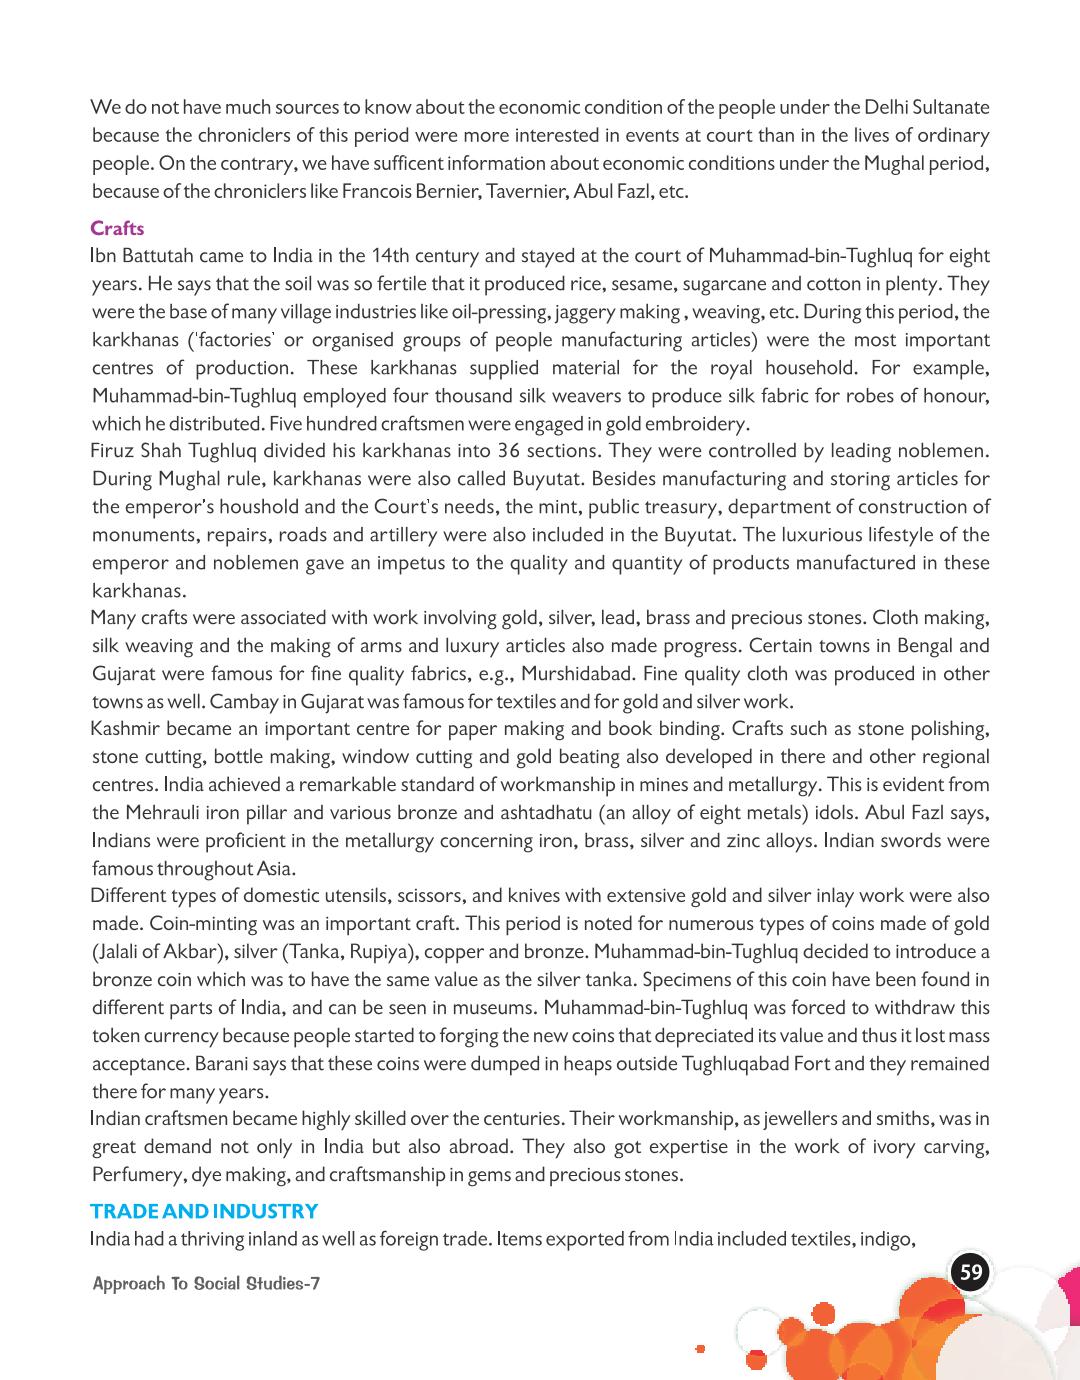 We do not have much sources to know about the economic condition of the people under the Delhi Sultanate
because the chroniclers of this period were more interested in events at court than in the lives of ordinary
people. On the contrary, we have sufficent information about economic conditions under the Mughal period,
because of the chroniclers like Francois Bernier, Tavernier, Abul Fazl, etc.
Crafts
Ibn Battutah came to India in the 14th century and stayed at the court of Muhammad-bin-Tughluq for eight
years. He says that the soil was so fertile that it produced rice, sesame, sugarcane and cotton in plenty. They
were the base of many village industries like oil-pressing, jaggery making , weaving, etc. During this period, the
karkhanas ('factories' or organised groups of people manufacturing articles) were the most important
centres of production. These karkhanas supplied material for the royal household. For example,
Muhammad-bin-Tughluq employed four thousand silk weavers to produce silk fabric for robes of honour,
which he distributed. Five hundred craftsmen were engaged in gold embroidery.
Firuz Shah Tughluq divided his karkhanas into 36 sections. They were controlled by leading noblemen.
During Mughal rule, karkhanas were also called Buyutat. Besides manufacturing and storing articles for
the emperor's houshold and the Court's needs, the mint, public treasury, department of construction of
monuments, repairs, roads and artillery were also included in the Buyutat. The luxurious lifestyle of the
emperor and noblemen gave an impetus to the quality and quantity of products manufactured in these
karkhanas.
Many crafts were associated with work involving gold, silver, lead, brass and precious stones. Cloth making,
silk weaving and the making of arms and luxury articles also made progress. Certain towns in Bengal and
Gujarat were famous for fine quality fabrics, e.g., Murshidabad. Fine quality cloth was produced in other
towns as well. Cambay in Gujarat was famous for textiles and for gold and silver work.
Kashmir became an important centre for paper making and book binding. Crafts such as stone polishing,
stone cutting, bottle making, window cutting and gold beating also developed in there and other regional
centres. India achieved a remarkable standard of workmanship in mines and metallurgy. This is evident from
the Mehrauli iron pillar and various bronze and ashtadhatu (an alloy of eight metals) idols. Abul Fazl says,
Indians were proficient in the metallurgy concerning iron, brass, silver and zinc alloys. Indian swords were
famous throughout Asia.
Different types of domestic utensils, scissors, and knives with extensive gold and silver inlay work were also
made. Coin-minting was an important craft. This period is noted for numerous types of coins made of gold
(Jalali of Akbar), silver (Tanka, Rupiya), copper and bronze. Muhammad-bin-Tughluq decided to introduce a
bronze coin which was to have the same value as the silver tanka. Specimens of this coin have been found in
different parts of India, and can be seen in museums. Muhammad-bin-Tughluq was forced to withdraw this
token currency because people started to forging the new coins that depreciated its value and thus it lost mass
acceptance. Barani says that these coins were dumped in heaps outside Tughluqabad Fort and they remained
there for many years.
Indian craftsmen became highly skilled over the centuries. Their workmanship, as jewellers and smiths, was in
great demand not only in India but also abroad. They also got expertise in the work of ivory carving,
Perfumery, dye making, and craftsmanship in gems and precious stones.
TRADE AND INDUSTRY
India had a thriving inland as well as foreign trade. Items exported from India included textiles, indigo,
59
Approach To Social Studies-7